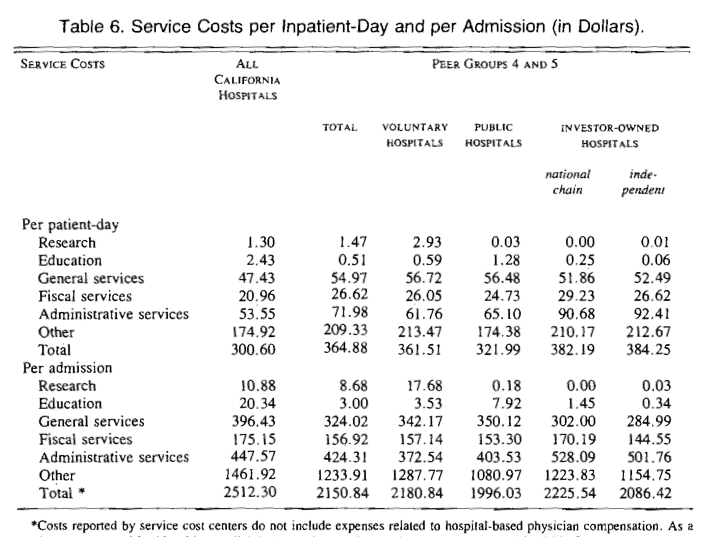 Table 6. Service Costs per Inpatient-Day and per Admission (in Dollars).
SERVICE COSTS ALL CALIFORNIA HOSPITALS PEER GROUPS 4 AND 5
TOTAL VOLUNTARY HOSPITALS PUBLIC HOSPITALS INVESTOR-OWNED HOSPITALS
national chain inde-pendent
Per patient-day
Research 1.30 1.47 2.93 0.03 0.00 0.01
Education 2.43 0.51 0.59 1.28 0.25 0.06
General services 47.43 54.97 56.72 56.48 51.86 52.49
Fiscal services 20.96 26.62 26.05 24.73 29.23 26.62
Administrative services 53.55 71.98 61.76 65.10 90.68 92.41
Other 174.92 209.33 213.47 174.38 210.17 212.67
Total 300.60 364.88 361.51 321.99 382.19 384.25
Per admission
Research 10.88 8.68 17.68 0.18 0.00 0.03
Education 20.34 3.00 3.53 7.92 1.45 0.34
General services 396.43 324.02 342.17 350.12 302.00 284.99
Fiscal services 175.15 156.92 157.14 153.30 170.19 144.55
Administrative services 447.57 424.31 372.54 403.53 528.09 501.76
Other 1461.92 1233.91 1287.77 1080.97 1223.83 1154.75
Total * 2512.30 2150.84 2180.84 1996.03 2225.54 2086.42
*Costs reported by service cost centers do not include expenses related to hospital-based physician compensation. As a